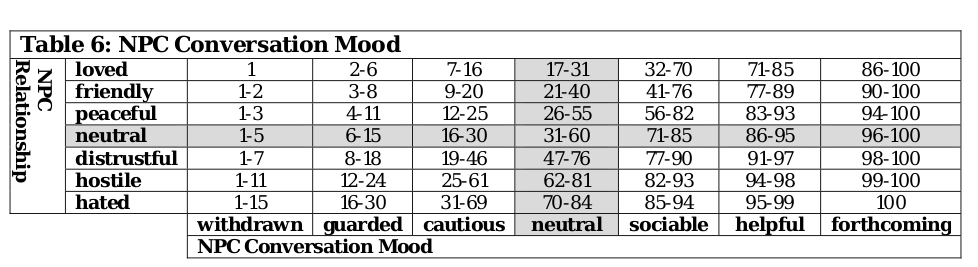 Table 6: NPC Conversation Mood
NPC
Relationship
loved 1 2-6 7-16 17-31 32-70 71-85 86-100
friendly 1-2 3-8 9-20 21-40 41-76 77-89 90-100
peaceful 1-3 4-11 12-25 26-55 56-82 83-93 94-100
neutral 1-5 6-15 16-30 31-60 71-85 86-95 96-100
distrustful 1-7 8-18 19-46 47-76 77-90 91-97 98-100
hostile 1-11 12-24 25-61 62-81 82-93 94-98 99-100
hated 1-15 16-30 31-69 70-84 85-94 95-99 100
withdrawn guarded cautious neutral sociable helpful forthcoming
NPC Conversation Mood